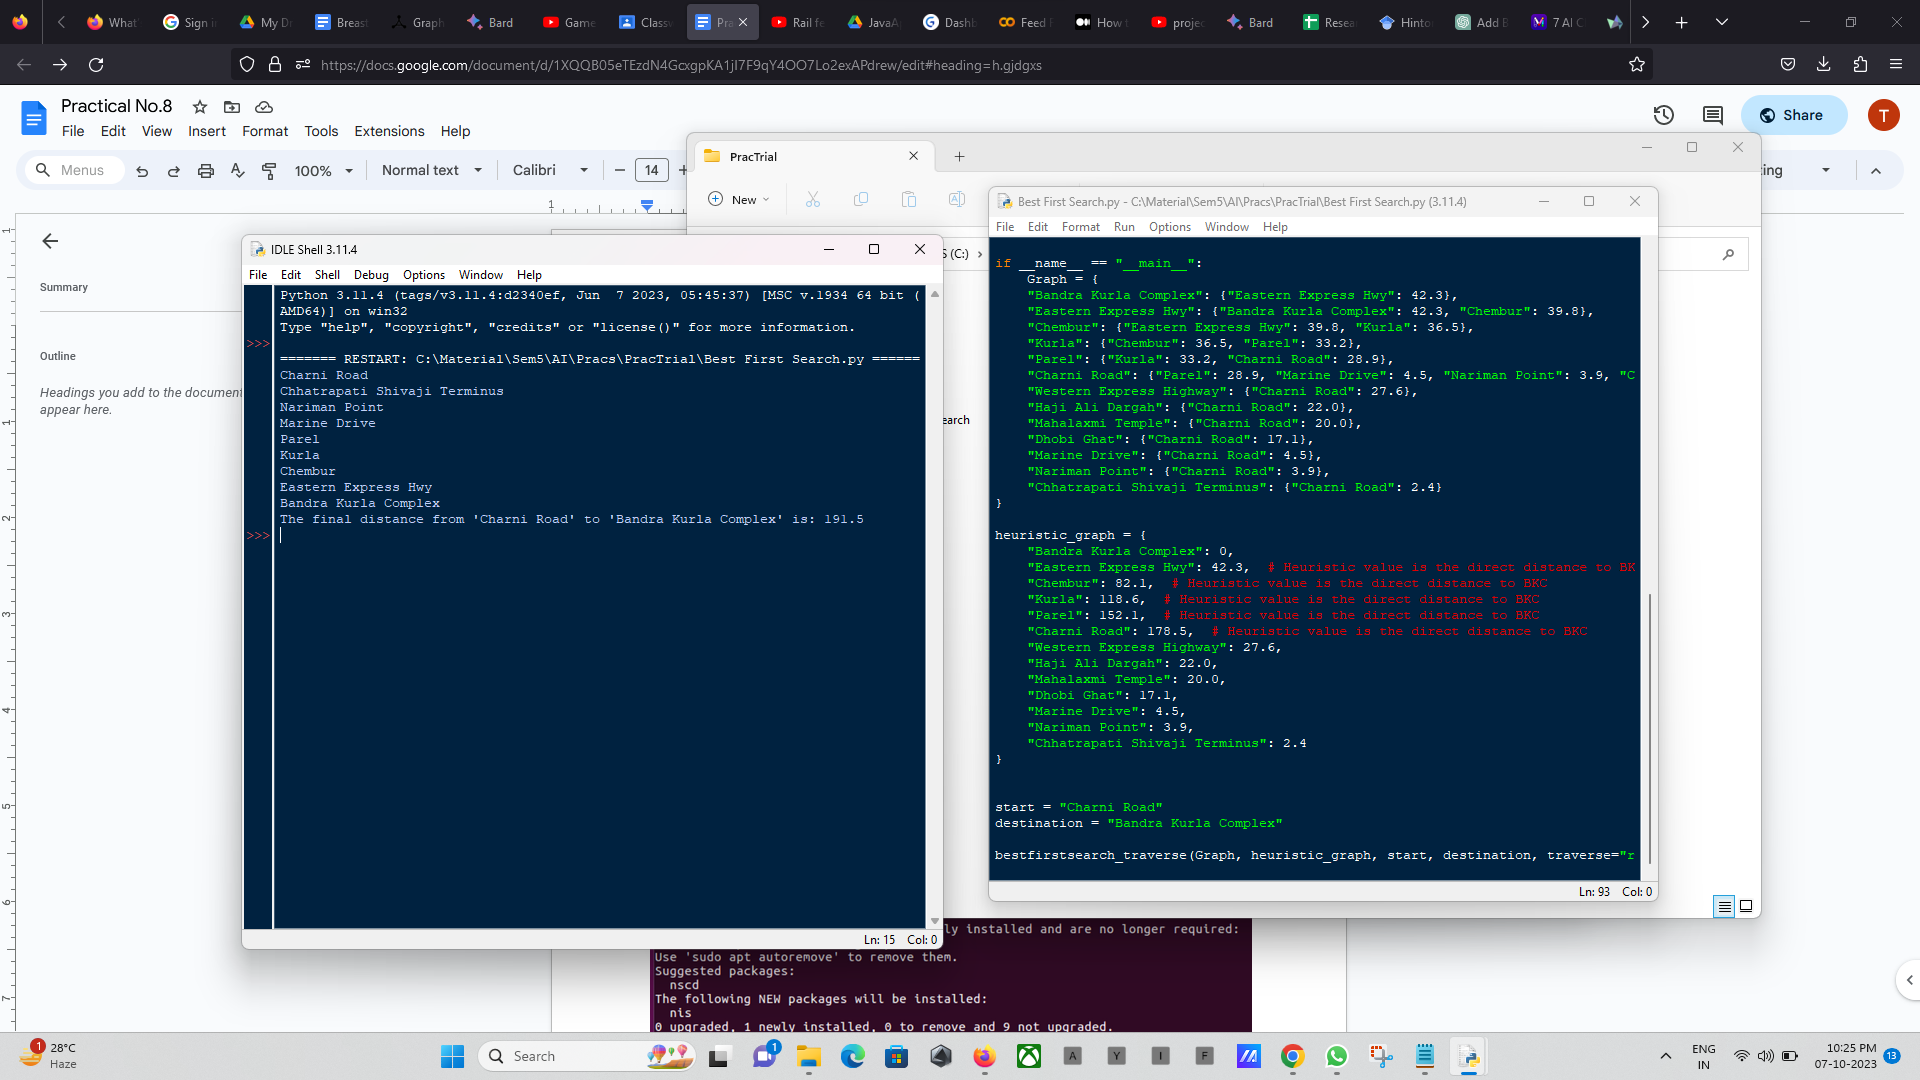 What
Sign i
My D
Breas
Graph
Bard
Game
Classw
Pra
Rail fe
JavaA
Dashb
Feed F
How t
projec
Bard
Resea
Hinto
Add B
7 AI C
https://docs.google.com/document/d/1XQQB05eTEzdN4GcxgpKA1jI7F9qY4OO7Lo2exAPdrew/edit#heading=h.gjdgxs
Practical No.8
File Edit View Insert Format Tools Extensions Help
Share
T
Menus
100%
Normal text
Calibri
14
ing
Summary
Outline
Headings you add to the document
appear here.
PracTrial
New
S (C:)
earch
IDLE Shell 3.11.4
File Edit Shell Debug Options Window Help
Python 3.11.4 (tags/v3.11.4:d2340ef, Jun  7 2023, 05:45:37) [MSC v.1934 64 bit (
AMD64)] on win32
Type "help", "copyright", "credits" or "license()" for more information.
>>>
======= RESTART: C:\Material\Sem5\AI\Pracs\PracTrial\Best First Search.py ======
Charni Road
Chhatrapati Shivaji Terminus
Nariman Point
Marine Drive
Parel
Kurla
Chembur
Eastern Express Hwy
Bandra Kurla Complex
The final distance from 'Charni Road' to 'Bandra Kurla Complex' is: 191.5
>>>
Ln: 15 Col: 0
Best First Search.py - C:\Material\Sem5\AI\Pracs\PracTrial\Best First Search.py (3.11.4)
File Edit Format Run Options Window Help
if __name__ == "__main__":
Graph = {
"Bandra Kurla Complex": {"Eastern Express Hwy": 42.3},
"Eastern Express Hwy": {"Bandra Kurla Complex": 42.3, "Chembur": 39.8},
"Chembur": {"Eastern Express Hwy": 39.8, "Kurla": 36.5},
"Kurla": {"Chembur": 36.5, "Parel": 33.2},
"Parel": {"Kurla": 33.2, "Charni Road": 28.9},
"Charni Road": {"Parel": 28.9, "Marine Drive": 4.5, "Nariman Point": 3.9, "C
"Western Express Highway": {"Charni Road": 27.6},
"Haji Ali Dargah": {"Charni Road": 22.0},
"Mahalaxmi Temple": {"Charni Road": 20.0},
"Dhobi Ghat": {"Charni Road": 17.1},
"Marine Drive": {"Charni Road": 4.5},
"Nariman Point": {"Charni Road": 3.9},
"Chhatrapati Shivaji Terminus": {"Charni Road": 2.4}
}
heuristic_graph = {
"Bandra Kurla Complex": 0,
"Eastern Express Hwy": 42.3,  # Heuristic value is the direct distance to BK
"Chembur": 82.1,  # Heuristic value is the direct distance to BKC
"Kurla": 118.6,  # Heuristic value is the direct distance to BKC
"Parel": 152.1,  # Heuristic value is the direct distance to BKC
"Charni Road": 178.5,  # Heuristic value is the direct distance to BKC
"Western Express Highway": 27.6,
"Haji Ali Dargah": 22.0,
"Mahalaxmi Temple": 20.0,
"Dhobi Ghat": 17.1,
"Marine Drive": 4.5,
"Nariman Point": 3.9,
"Chhatrapati Shivaji Terminus": 2.4
}
start = "Charni Road"
destination = "Bandra Kurla Complex"
bestfirstsearch_traverse(Graph, heuristic_graph, start, destination, traverse="r
Ln: 93 Col: 0
ly installed and are no longer required:
Use 'sudo apt autoremove' to remove them.
Suggested packages:
nscd
The following NEW packages will be installed:
nis
0 upgraded, 1 newly installed, 0 to remove and 9 not upgraded.
1
28°C
Haze
Search
1
A
Y
I
F
ENG
IN
10:25 PM
07-10-2023
13